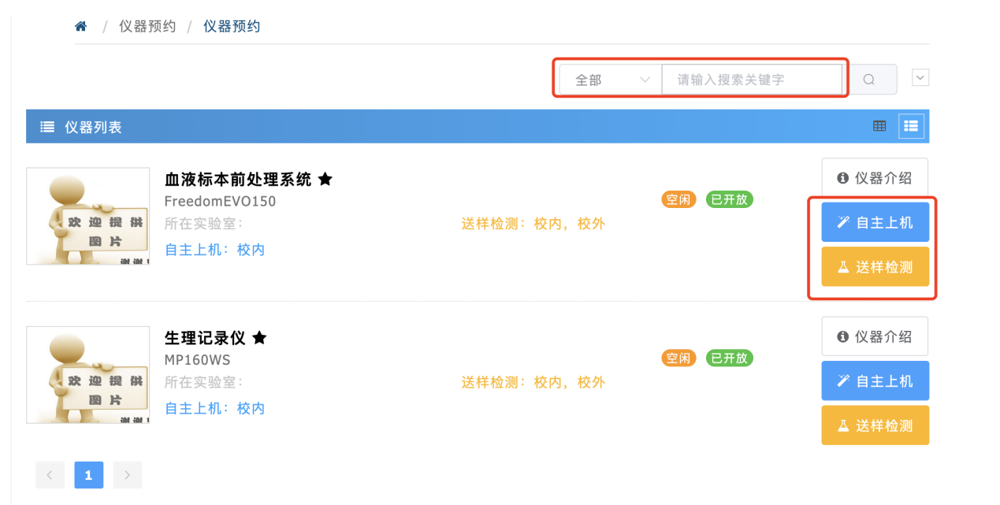 / 仪器预约 / 仪器预约
全部 请输入搜索关键字
仪器列表
血液标本前处理系统 ★
FreedomEVO150
所在实验室:
自主上机: 校内
送样检测: 校内, 校外
空闲 已开放
仪器介绍
自主上机
送样检测
欢迎提供
图片
谢谢!
生理记录仪 ★
MP160WS
所在实验室:
自主上机: 校内
送样检测: 校内, 校外
空闲 已开放
仪器介绍
自主上机
送样检测
欢迎提供
图片
谢谢!
< 1 >